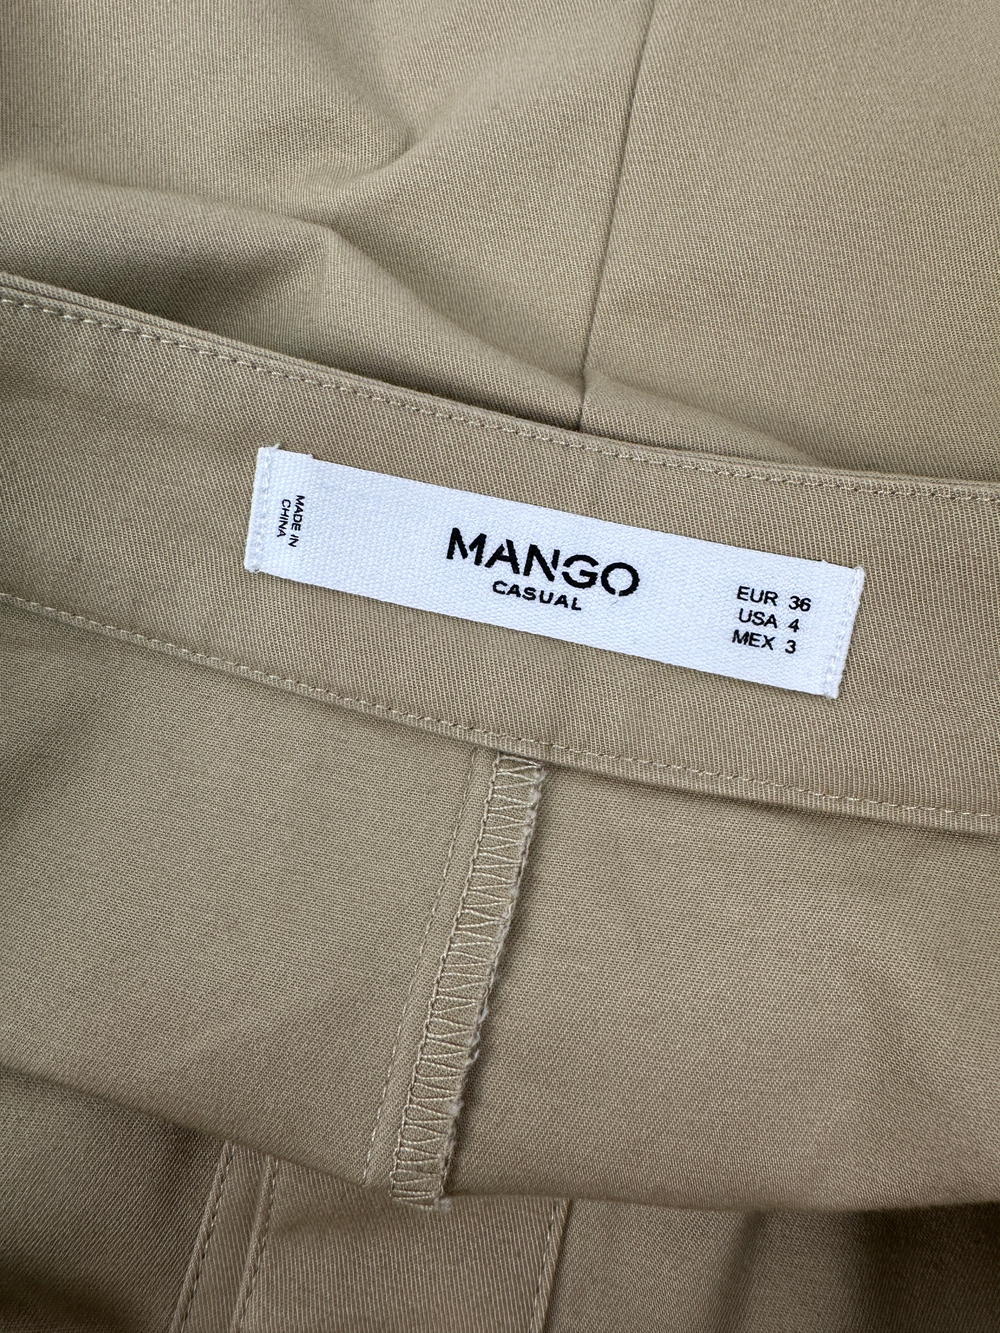 MADE IN
CHINA
MANGO
CASUAL
EUR 36
USA 4
MEX 3